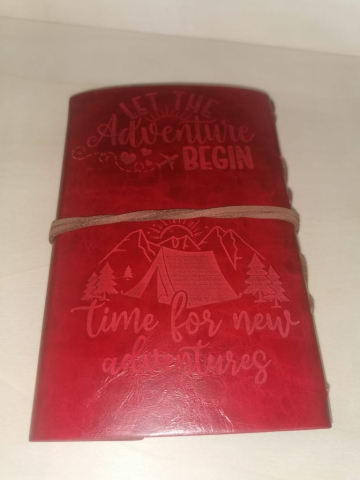 LET THE
Adventure
BEGIN
time for new
adventures